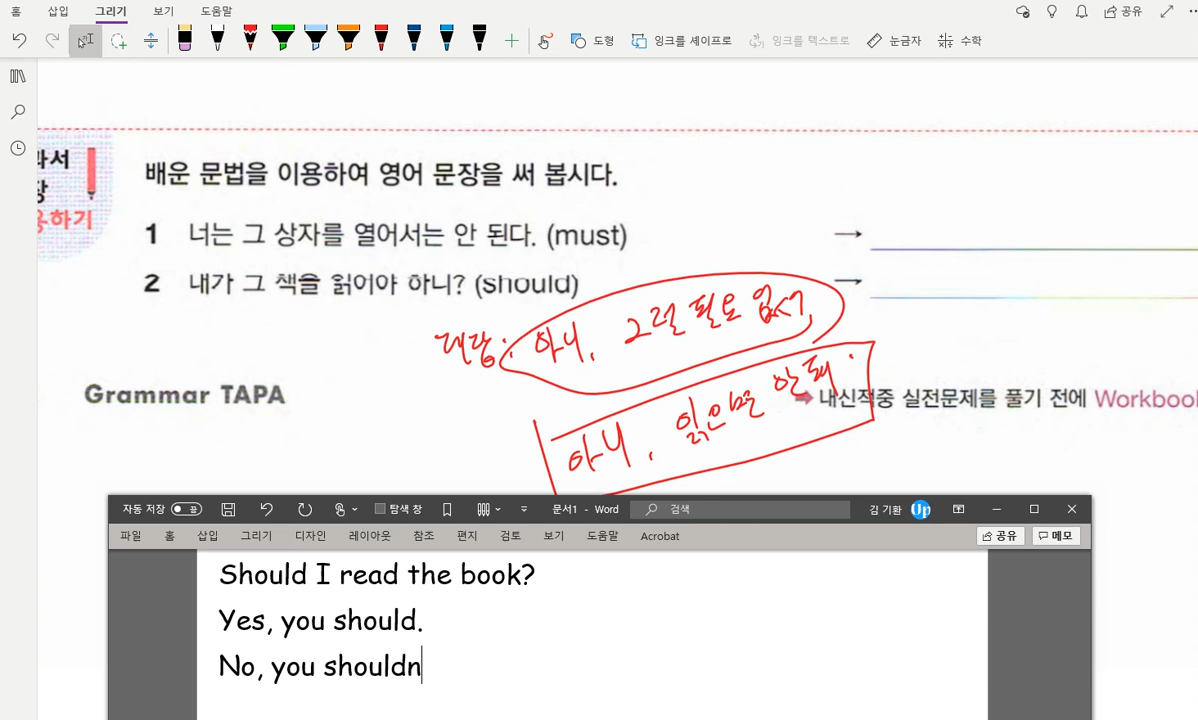 홈 삽입 그리기 보기 도움말
공유
도형 잉크를 셰이프로 잉크를 텍스트로 눈금자 수학
과서
장
용하기
배운 문법을 이용하여 영어 문장을 써 봅시다.
1 너는 그 상자를 열어서는 안 된다. (must) →
2 내가 그 책을 읽어야 하니? (should) →
대답: 아니, 그럴 필요 없어,
아니, 읽으면 안 돼.
Grammar TAPA
➡ 내신적중 실전문제를 풀기 전에 Workbook
자동 저장 끔 탐색 창 문서1 - Word 검색 김 기환 Up
파일 홈 삽입 그리기 디자인 레이아웃 참조 편지 검토 보기 도움말 Acrobat 공유 메모
Should I read the book?
Yes, you should.
No, you shouldn